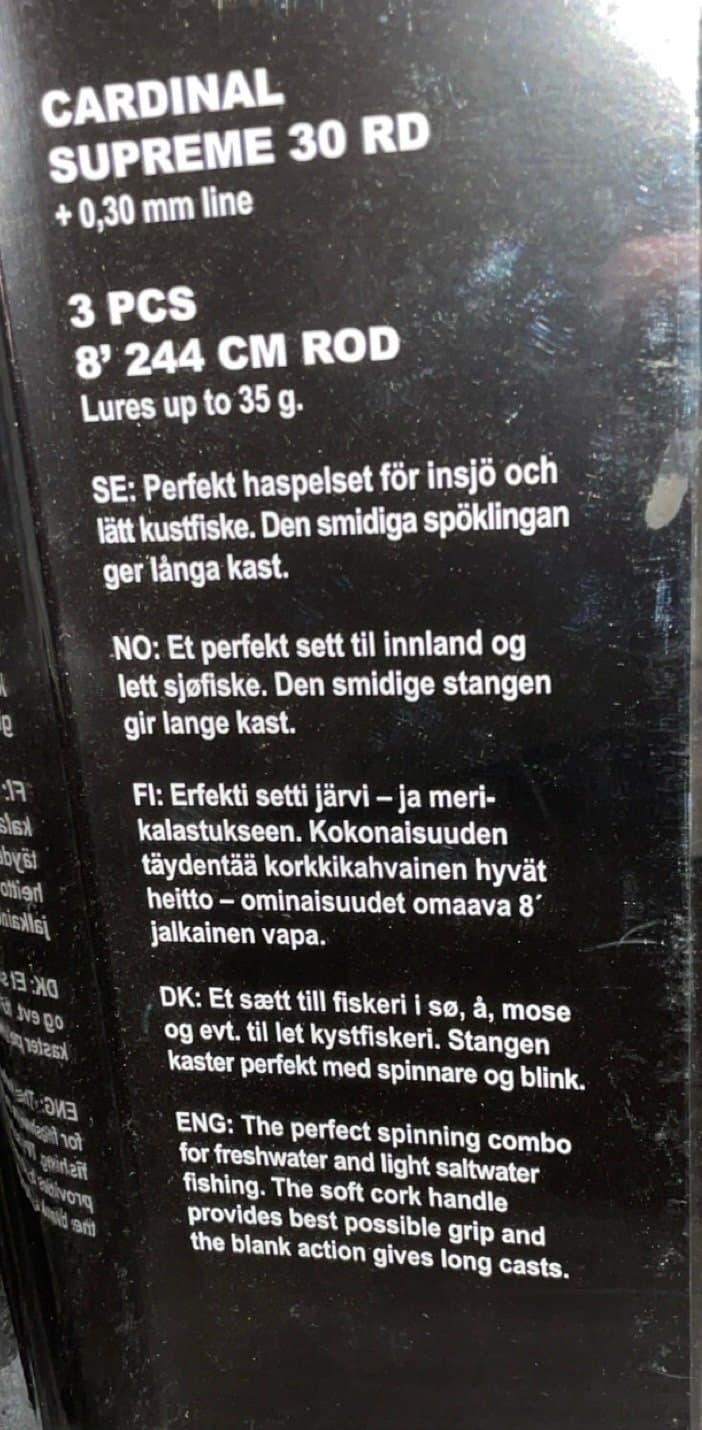 CARDINAL
SUPREME 30 RD
+ 0,30 mm line
3 PCS
8’ 244 CM ROD
Lures up to 35 g.
SE: Perfekt haspelset för insjö och
lätt kustfiske. Den smidiga spöklingan
ger långa kast.
NO: Et perfekt sett til innland og
lett sjøfiske. Den smidige stangen
gir lange kast.
FI: Erfekti setti järvi – ja meri-
kalastukseen. Kokonaisuuden
täydentää korkkikahvainen hyvät
heitto – ominaisuudet omaava 8´
jalkainen vapa.
DK: Et sætt till fiskeri i sø, å, mose
og evt. til let kystfiskeri. Stangen
kaster perfekt med spinnare og blink.
ENG: The perfect spinning combo
for freshwater and light saltwater
fishing. The soft cork handle
provides best possible grip and
the blank action gives long casts.